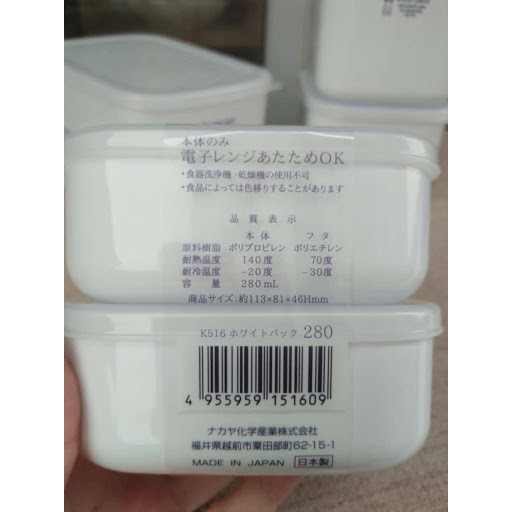 本体のみ
電子レンジあたためOK
・食器洗浄機・乾燥機の使用不可
・食品によっては色移りすることがあります
品質表示
本体 フタ
原料樹脂 ポリプロピレン ポリエチレン
耐熱温度 140度 70度
耐冷温度 -20度 -30度
容量 280mL
商品サイズ:約113×81×46Hmm
K516 ホワイトパック 280
4 955959 151609
ナカヤ化学産業株式会社
福井県越前市粟田部町62-15-1
MADE IN JAPAN 日本製